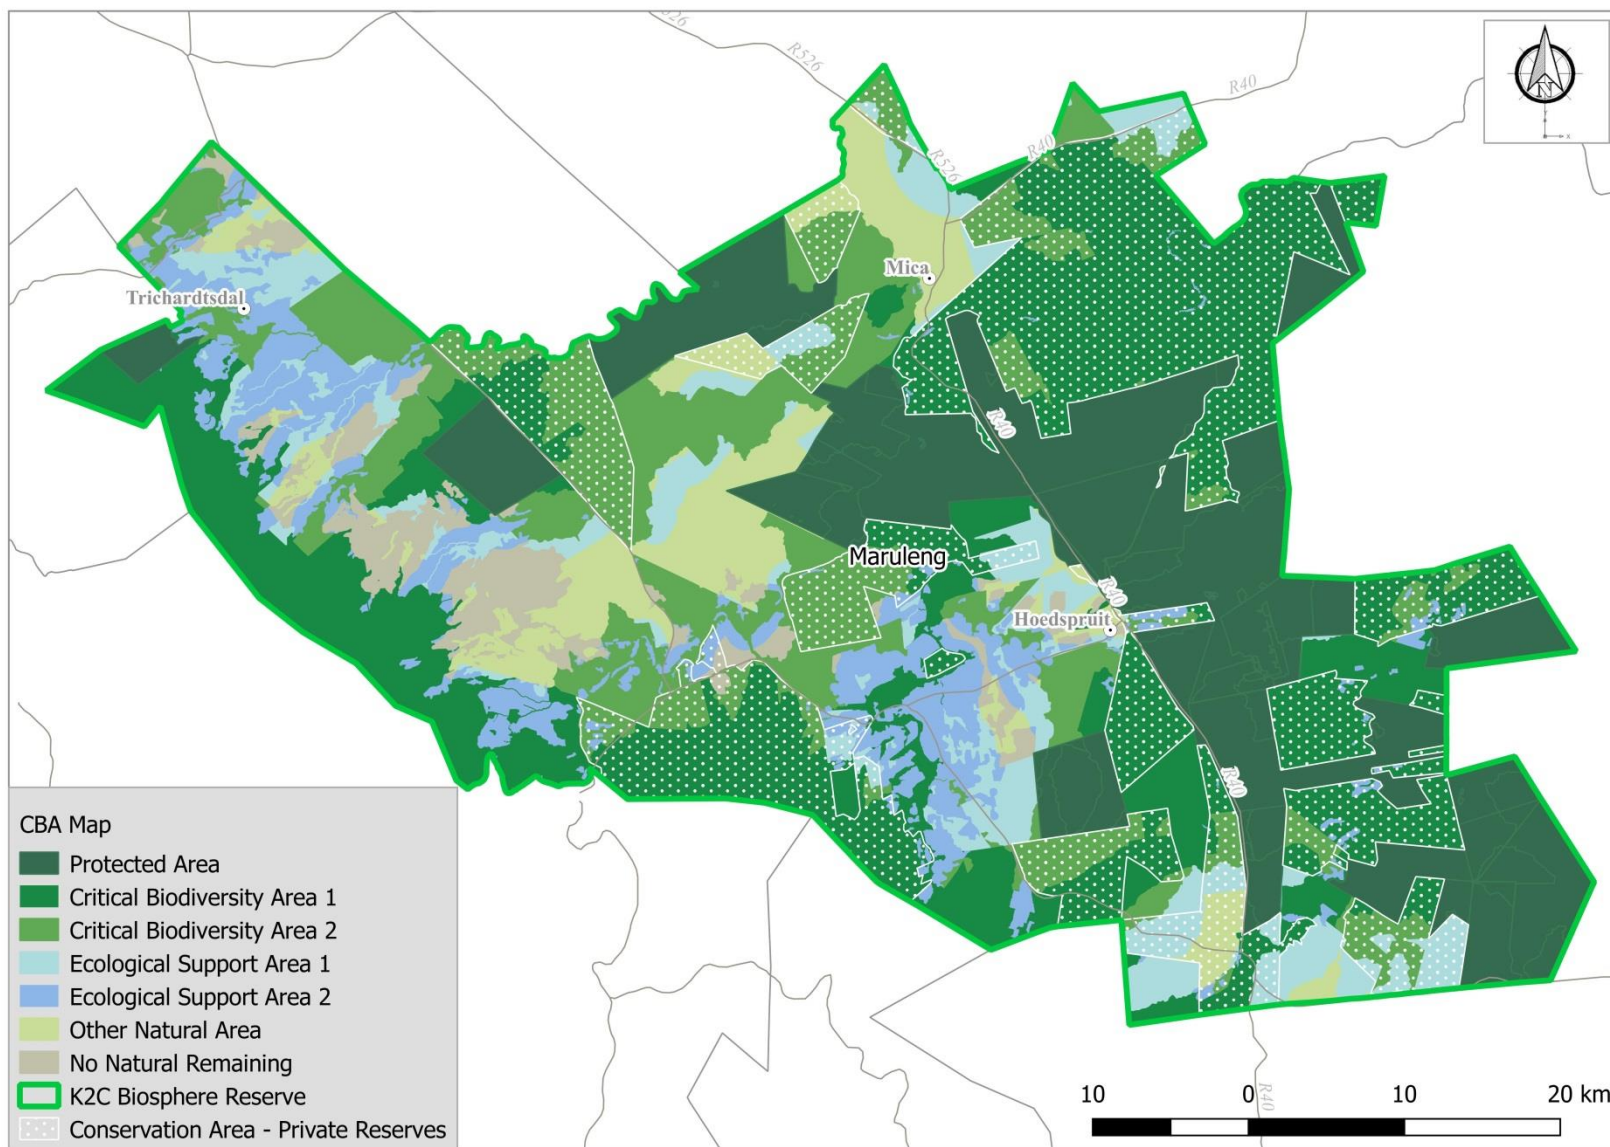 R526
R526
R40
R40
R526
N
Mica
Trichardtsdal
R40
Maruleng
R40
Hoedspruit
R40
CBA Map
Protected Area
Critical Biodiversity Area 1
Critical Biodiversity Area 2
Ecological Support Area 1
Ecological Support Area 2
Other Natural Area
No Natural Remaining
K2C Biosphere Reserve
Conservation Area - Private Reserves
10 0 10 20 km
R40